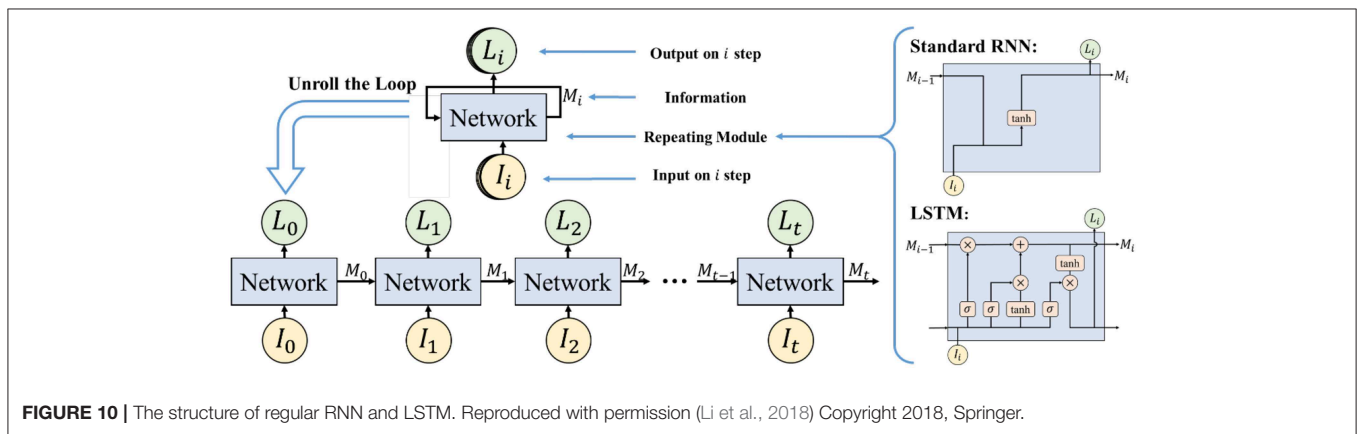 L_i
Output on i step
Unroll the Loop
M_i
Information
Network
Repeating Module
I_i
Input on i step
L_0
L_1
L_2
L_t
Network
M_0
Network
M_1
Network
M_2
...
M_{t-1}
Network
M_t
I_0
I_1
I_2
I_t
Standard RNN:
L_i
M_{i-1}
M_i
tanh
I_i
LSTM:
L_i
M_{i-1}
×
+
M_i
tanh
×
×
σ
σ
tanh
σ
I_i
FIGURE 10 | The structure of regular RNN and LSTM. Reproduced with permission (Li et al., 2018) Copyright 2018, Springer.